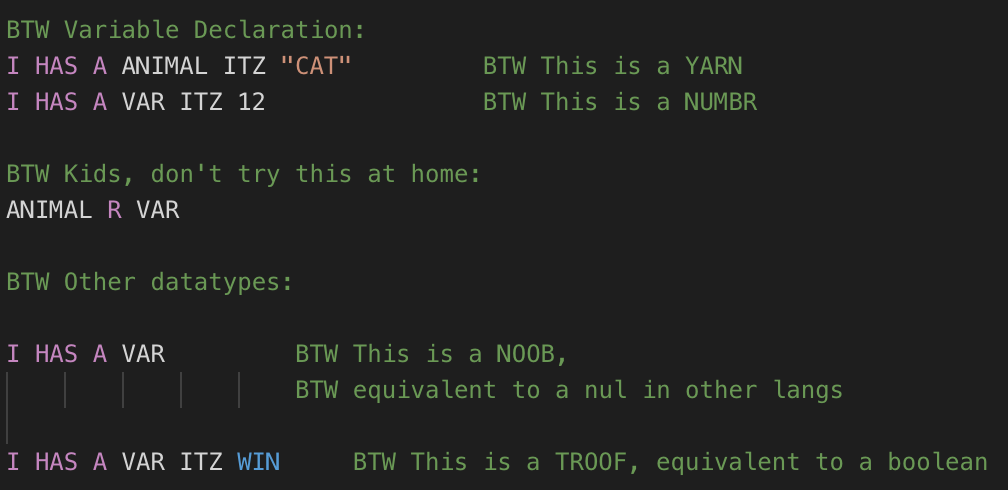 BTW Variable Declaration:
I HAS A ANIMAL ITZ "CAT"         BTW This is a YARN
I HAS A VAR ITZ 12               BTW This is a NUMBR
BTW Kids, don't try this at home:
ANIMAL R VAR
BTW Other datatypes:
I HAS A VAR         BTW This is a NOOB,
                    BTW equivalent to a nul in other langs
I HAS A VAR ITZ WIN     BTW This is a TROOF, equivalent to a boolean